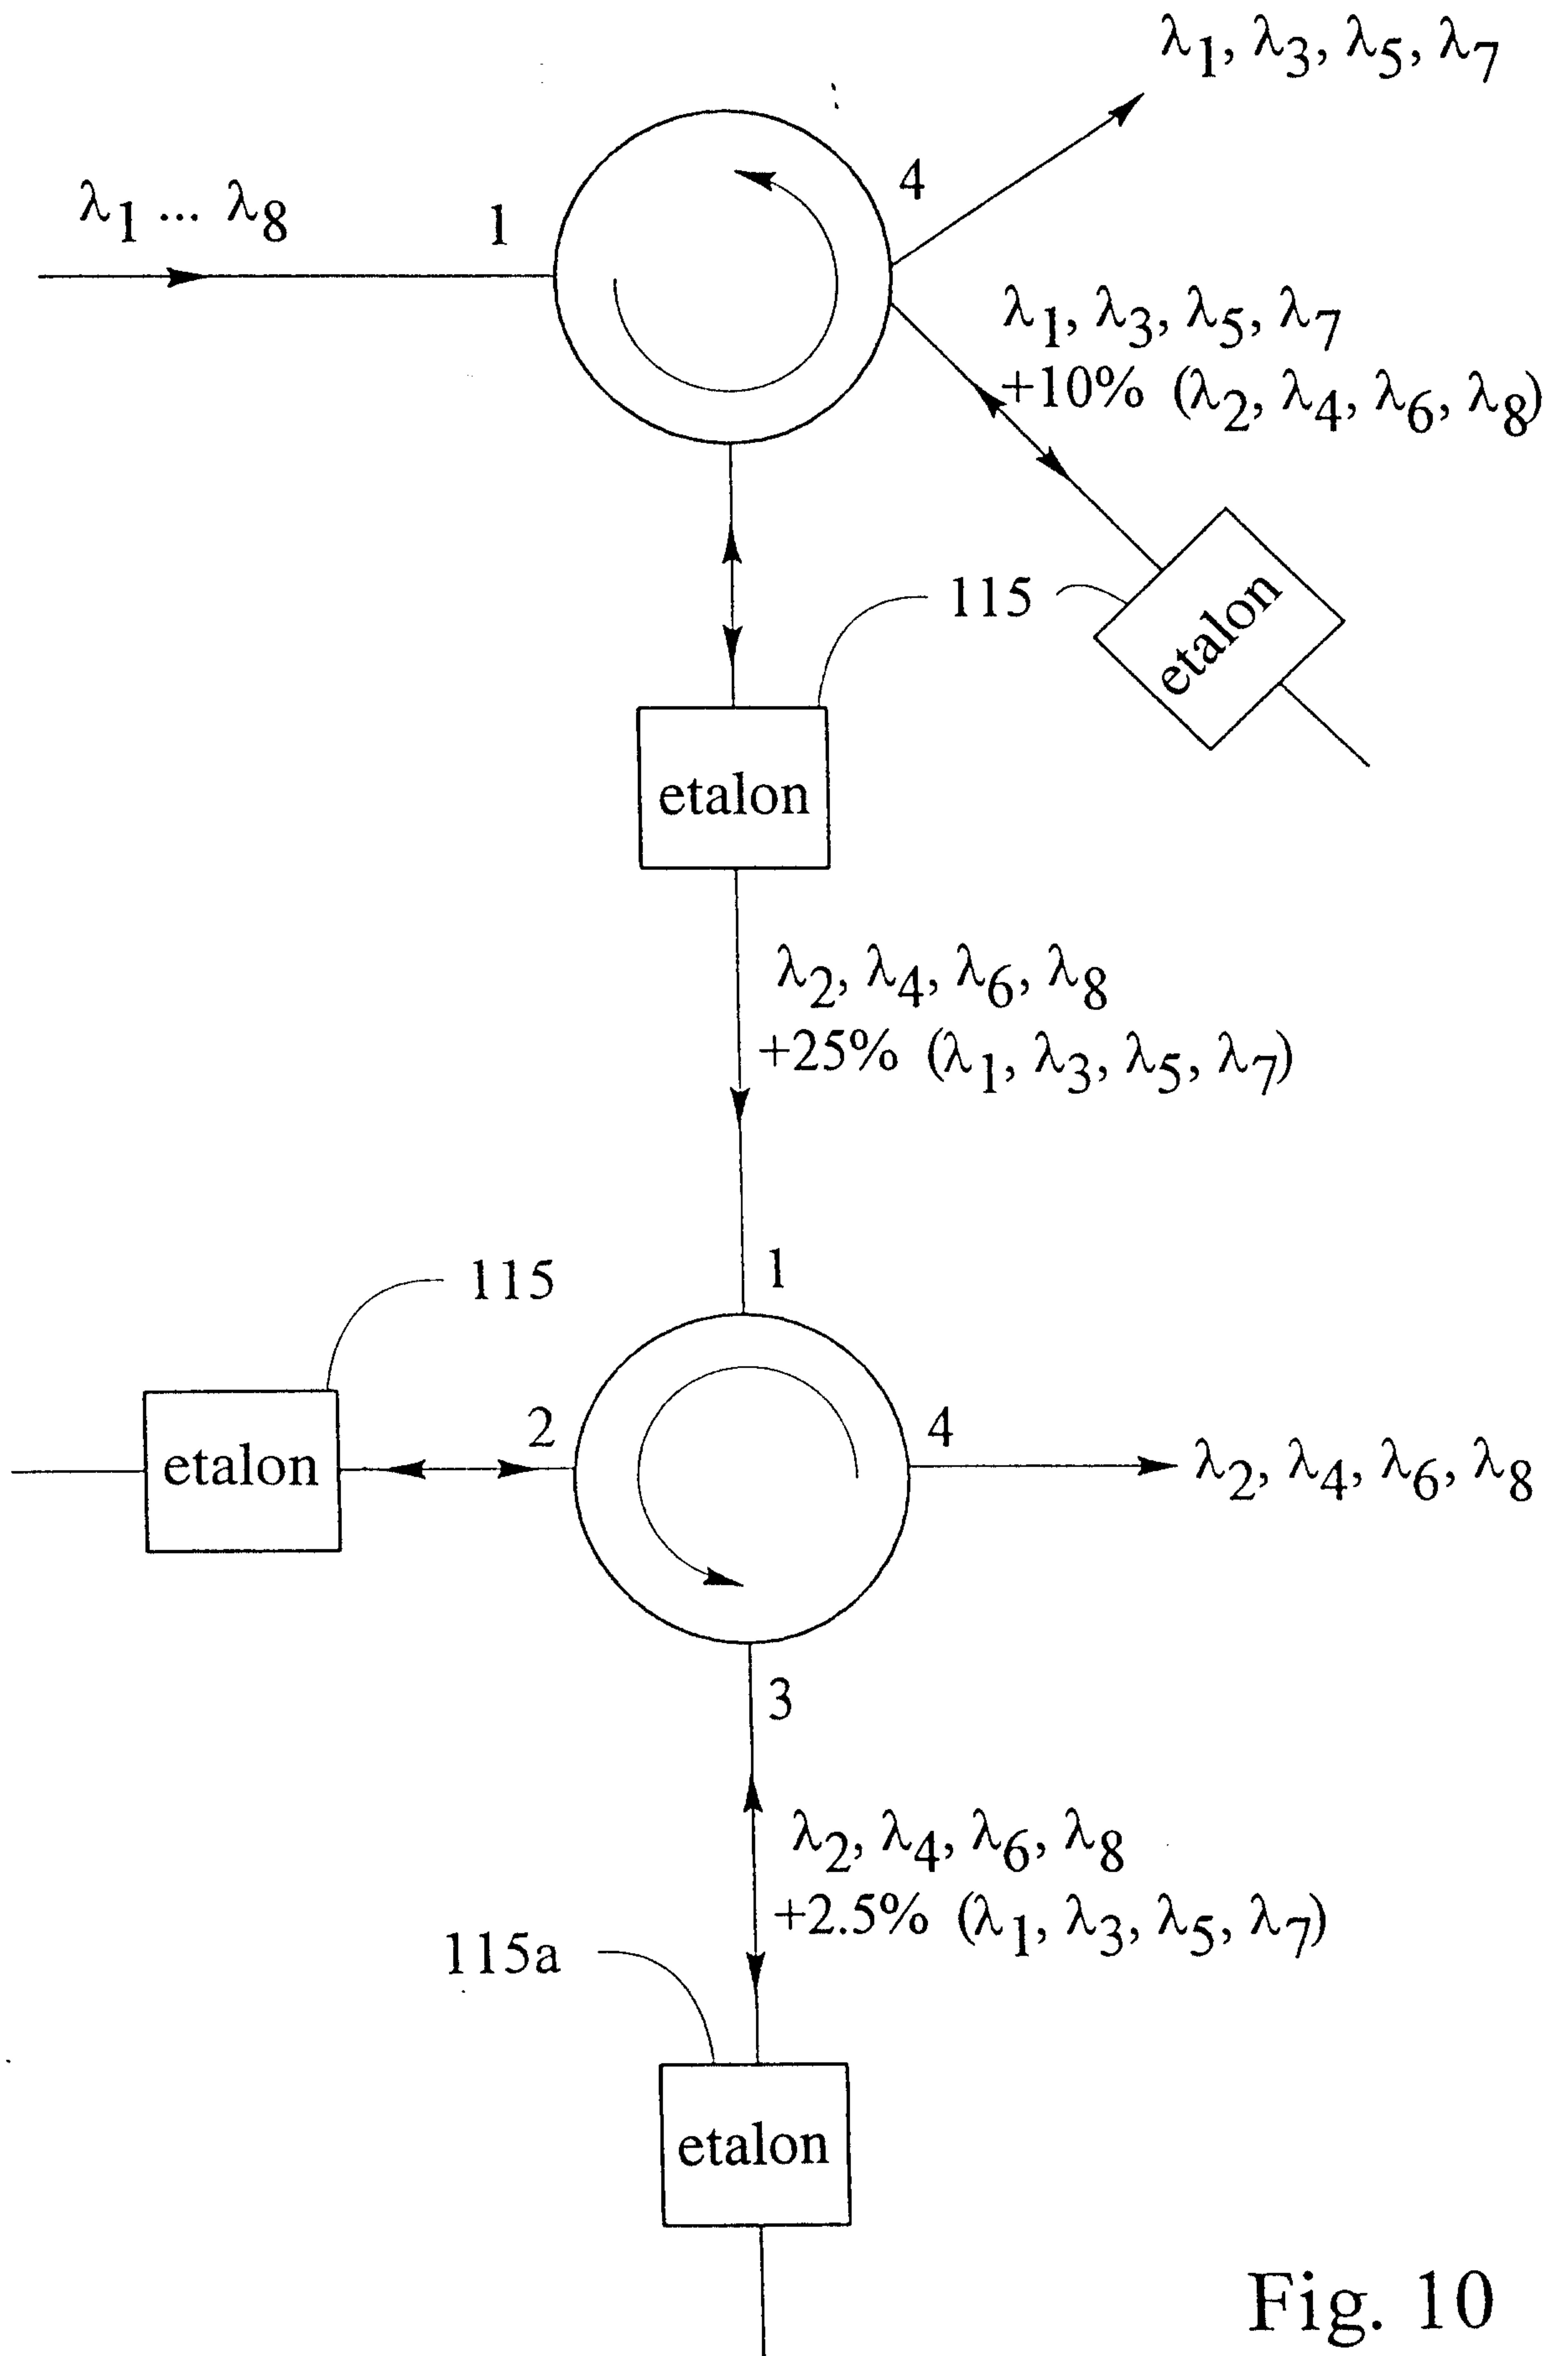 λ1, λ3, λ5, λ7
λ1 ... λ8
1
4
λ1, λ3, λ5, λ7
+10% (λ2, λ4, λ6, λ8)
115
etalon
etalon
λ2, λ4, λ6, λ8
+25% (λ1, λ3, λ5, λ7)
1
115
2
4
etalon
λ2, λ4, λ6, λ8
3
λ2, λ4, λ6, λ8
+2.5% (λ1, λ3, λ5, λ7)
115a
etalon
Fig. 10